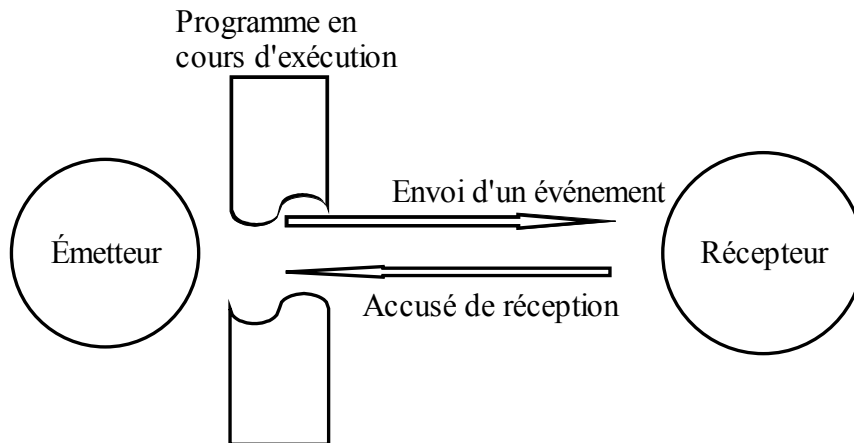 Programme en
cours d'exécution
Envoi d'un événement
Émetteur
Récepteur
Accusé de réception